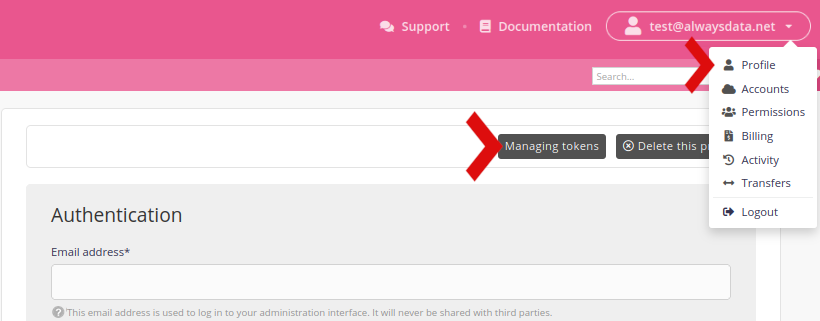 Support
Documentation
test@alwaysdata.net
Search...
Profile
Accounts
Permissions
Billing
Activity
Transfers
Logout
Managing tokens
Delete this
Authentication
Email address*
This email address is used to log in to your administration interface. It will never be shared with third parties.